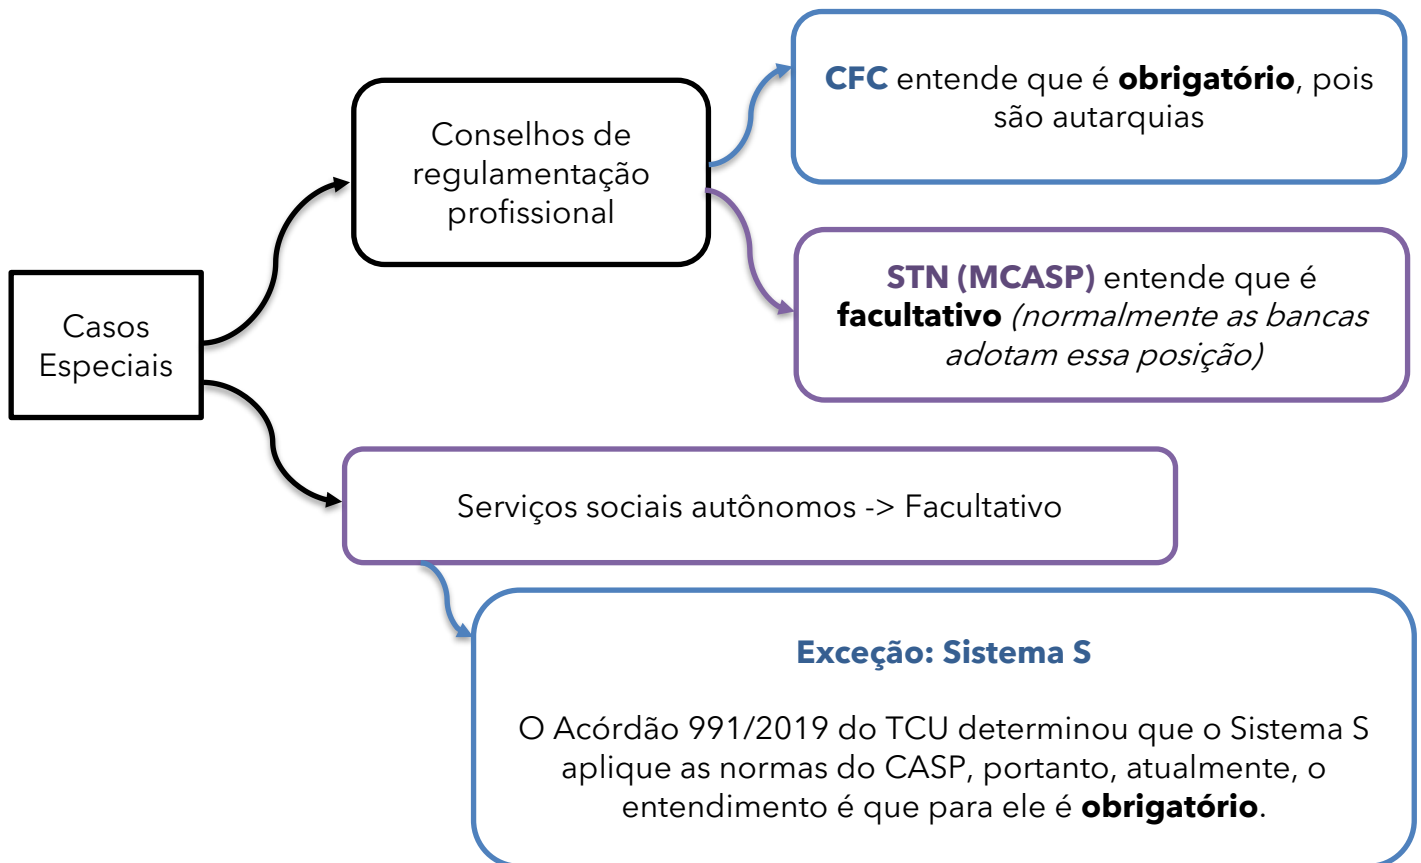 CFC entende que é obrigatório, pois
são autarquias
Conselhos de
regulamentação
profissional
STN (MCASP) entende que é
facultativo (normalmente as bancas
adotam essa posição)
Casos
Especiais
Serviços sociais autônomos -> Facultativo
Exceção: Sistema S
O Acórdão 991/2019 do TCU determinou que o Sistema S
aplique as normas do CASP, portanto, atualmente, o
entendimento é que para ele é obrigatório.